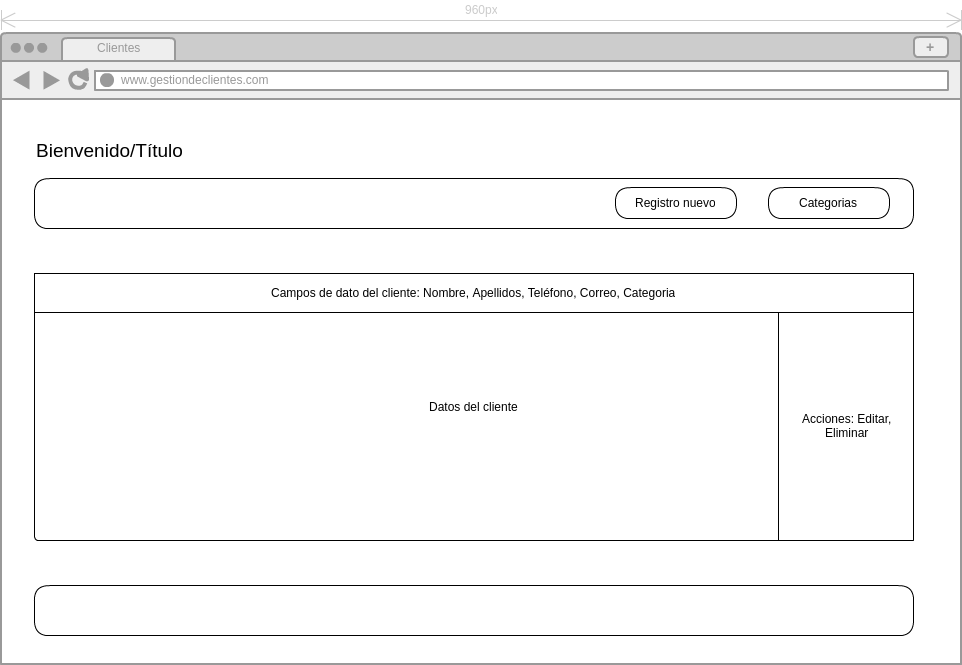 960px
Clientes
+
www.gestiondeclientes.com
Bienvenido/Título
Registro nuevo
Categorias
Campos de dato del cliente: Nombre, Apellidos, Teléfono, Correo, Categoria
Datos del cliente
Acciones: Editar,
Eliminar